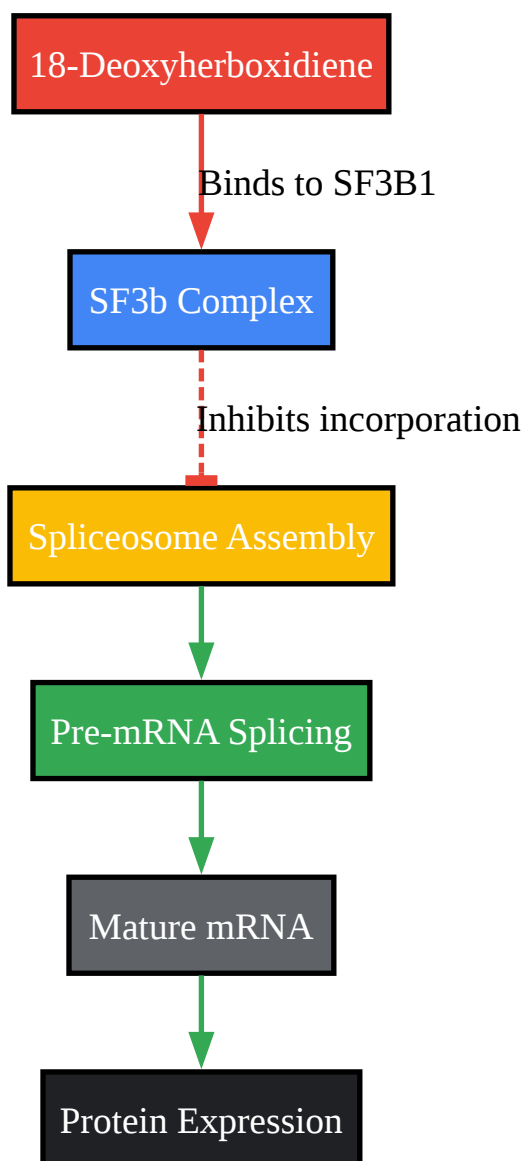 18-Deoxyherboxidiene
Binds to SF3B1
SF3b Complex
Inhibits incorporation
Spliceosome Assembly
Pre-mRNA Splicing
Mature mRNA
Protein Expression